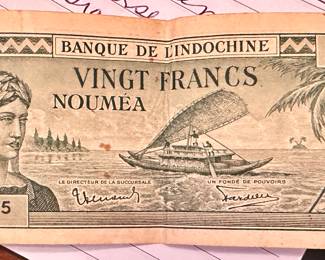 BANQUE DE L'INDOCHINE
VINGT FRANCS
NOUMÉA
LE DIRECTEUR DE LA SUCCURSALE
UN FONDÉ DE POUVOIRS
5